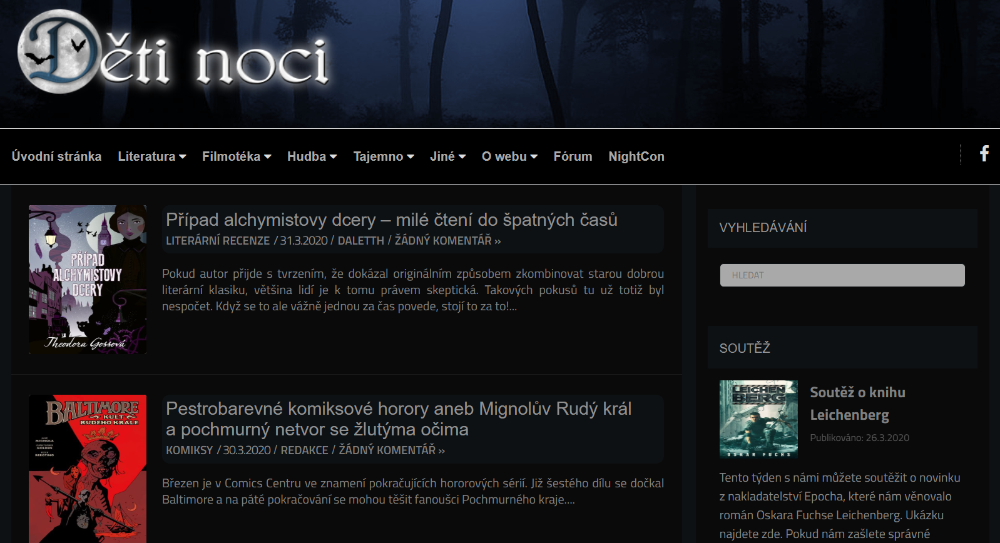 Děti noci
Úvodní stránka Literatura Filmotéka Hudba Tajemno Jiné O webu Fórum NightCon
PŘÍPAD
ALCHYMISTOVY
DCERY
Theodora Gossová
Případ alchymistovy dcery – milé čtení do špatných časů
LITERÁRNÍ RECENZE / 31.3.2020 / DALETTH / ŽÁDNÝ KOMENTÁŘ »
Pokud autor přijde s tvrzením, že dokázal originálním způsobem zkombinovat starou dobrou
literární klasiku, většina lidí je k tomu právem skeptická. Takových pokusů tu už totiž byl
nespočet. Když se to ale vážně jednou za čas povede, stojí to za to!...
BALTIMORE
KULT
RUDÉHO KRÁLE
MIKE
MIGNOLA
CHRISTOPHER
GOLDEN
PETER
BERGTING
Pestrobarevné komiksové horory aneb Mignolův Rudý král
a pochmurný netvor se žlutýma očima
KOMIKSY / 30.3.2020 / REDAKCE / ŽÁDNÝ KOMENTÁŘ »
Březen je v Comics Centru ve znamení pokračujících hororových sérií. Již šestého dílu se dočkal
Baltimore a na páté pokračování se mohou těšit fanoušci Pochmurného kraje....
VYHLEDÁVÁNÍ
HLEDAT
SOUTĚŽ
LEICHEN
BERG
OSKAR FUCHS
Soutěž o knihu
Leichenberg
Publikováno: 26.3.2020
Tento týden s námi můžete soutěžit o novinku
z nakladatelství Epocha, které nám věnovalo
román Oskara Fuchse Leichenberg. Ukázku
najdete zde. Pokud nám zašlete správné